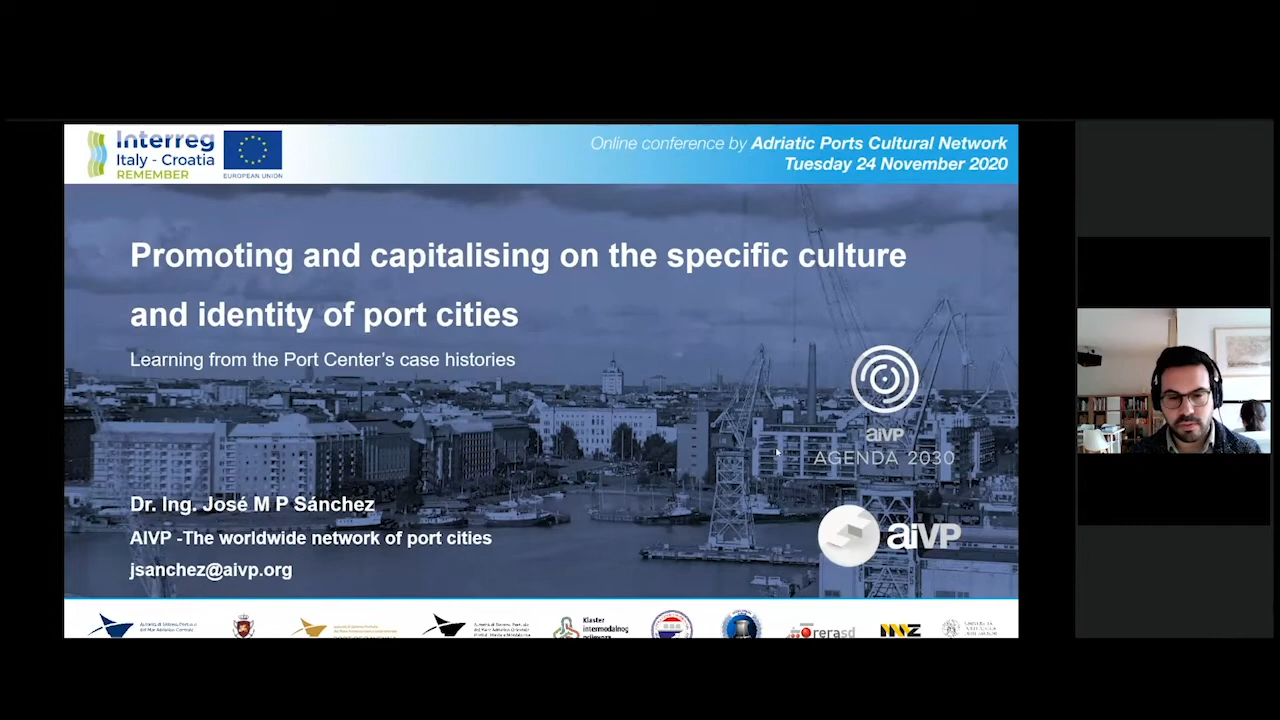 Interreg
Italy - Croatia
REMEMBER
EUROPEAN UNION
Online conference by Adriatic Ports Cultural Network
Tuesday 24 November 2020
Promoting and capitalising on the specific culture
and identity of port cities
Learning from the Port Center's case histories
aiVP
AGENDA 2030
Dr. Ing. José M P Sánchez
AIVP -The worldwide network of port cities
jsanchez@aivp.org
aiVP
Klaster
intermodalnog